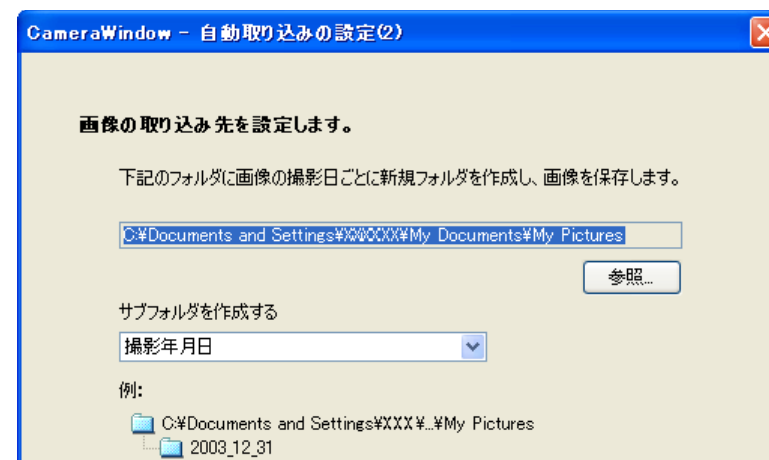 CameraWindow - 自動取り込みの設定(2)
画像の取り込み先を設定します。
下記のフォルダに画像の撮影日ごとに新規フォルダを作成し、画像を保存します。
C:¥Documents and Settings¥XXXXXX¥My Documents¥My Pictures
参照...
サブフォルダを作成する
撮影年月日
例:
C:¥Documents and Settings¥XXX¥...¥My Pictures
2003_12_31